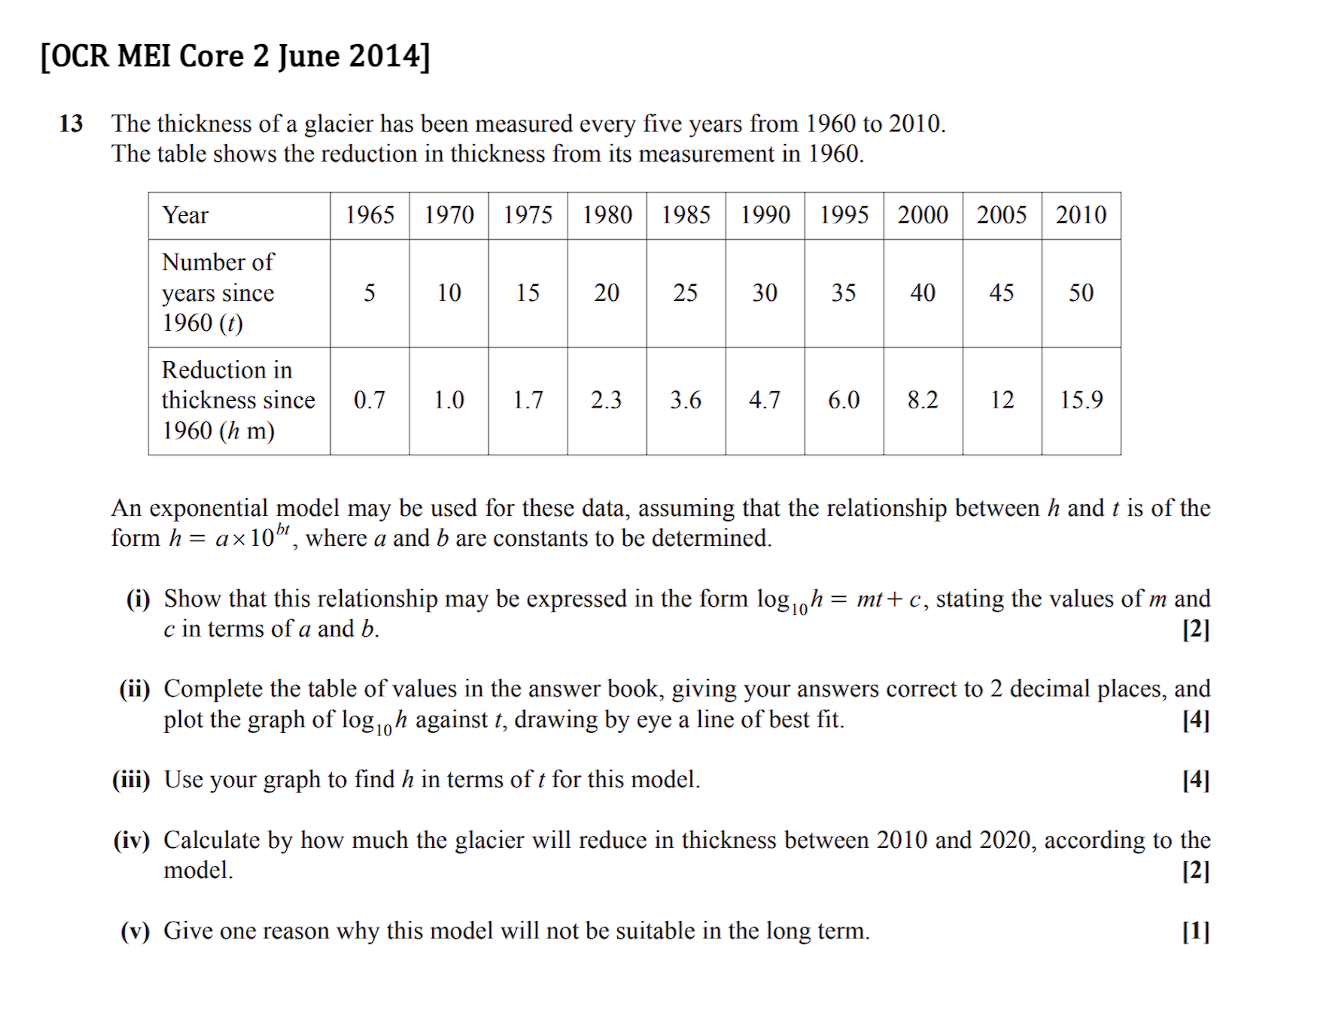 [OCR MEI Core 2 June 2014]
13 The thickness of a glacier has been measured every five years from 1960 to 2010.
The table shows the reduction in thickness from its measurement in 1960.
Year 1965 1970 1975 1980 1985 1990 1995 2000 2005 2010
Number of
years since
1960 (t)
5 10 15 20 25 30 35 40 45 50
Reduction in
thickness since
1960 (h m)
0.7 1.0 1.7 2.3 3.6 4.7 6.0 8.2 12 15.9
An exponential model may be used for these data, assuming that the relationship between h and t is of the
form h = a × 10^{bt}, where a and b are constants to be determined.
(i) Show that this relationship may be expressed in the form log₁₀ h = mt + c, stating the values of m and
c in terms of a and b. [2]
(ii) Complete the table of values in the answer book, giving your answers correct to 2 decimal places, and
plot the graph of log₁₀ h against t, drawing by eye a line of best fit. [4]
(iii) Use your graph to find h in terms of t for this model. [4]
(iv) Calculate by how much the glacier will reduce in thickness between 2010 and 2020, according to the
model. [2]
(v) Give one reason why this model will not be suitable in the long term. [1]